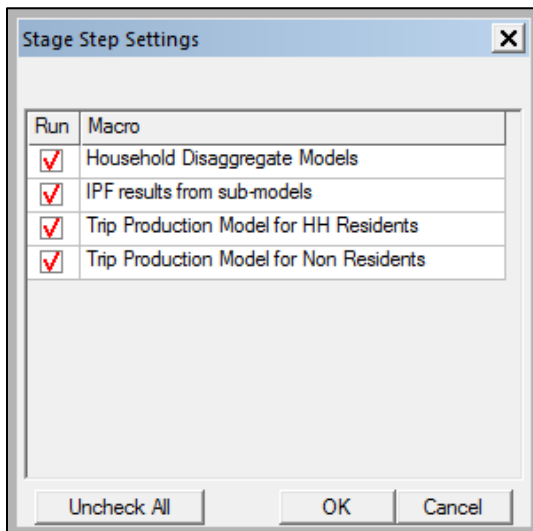 Stage Step Settings
Run Macro
Household Disaggregate Models
IPF results from sub-models
Trip Production Model for HH Residents
Trip Production Model for Non Residents
Uncheck All OK Cancel